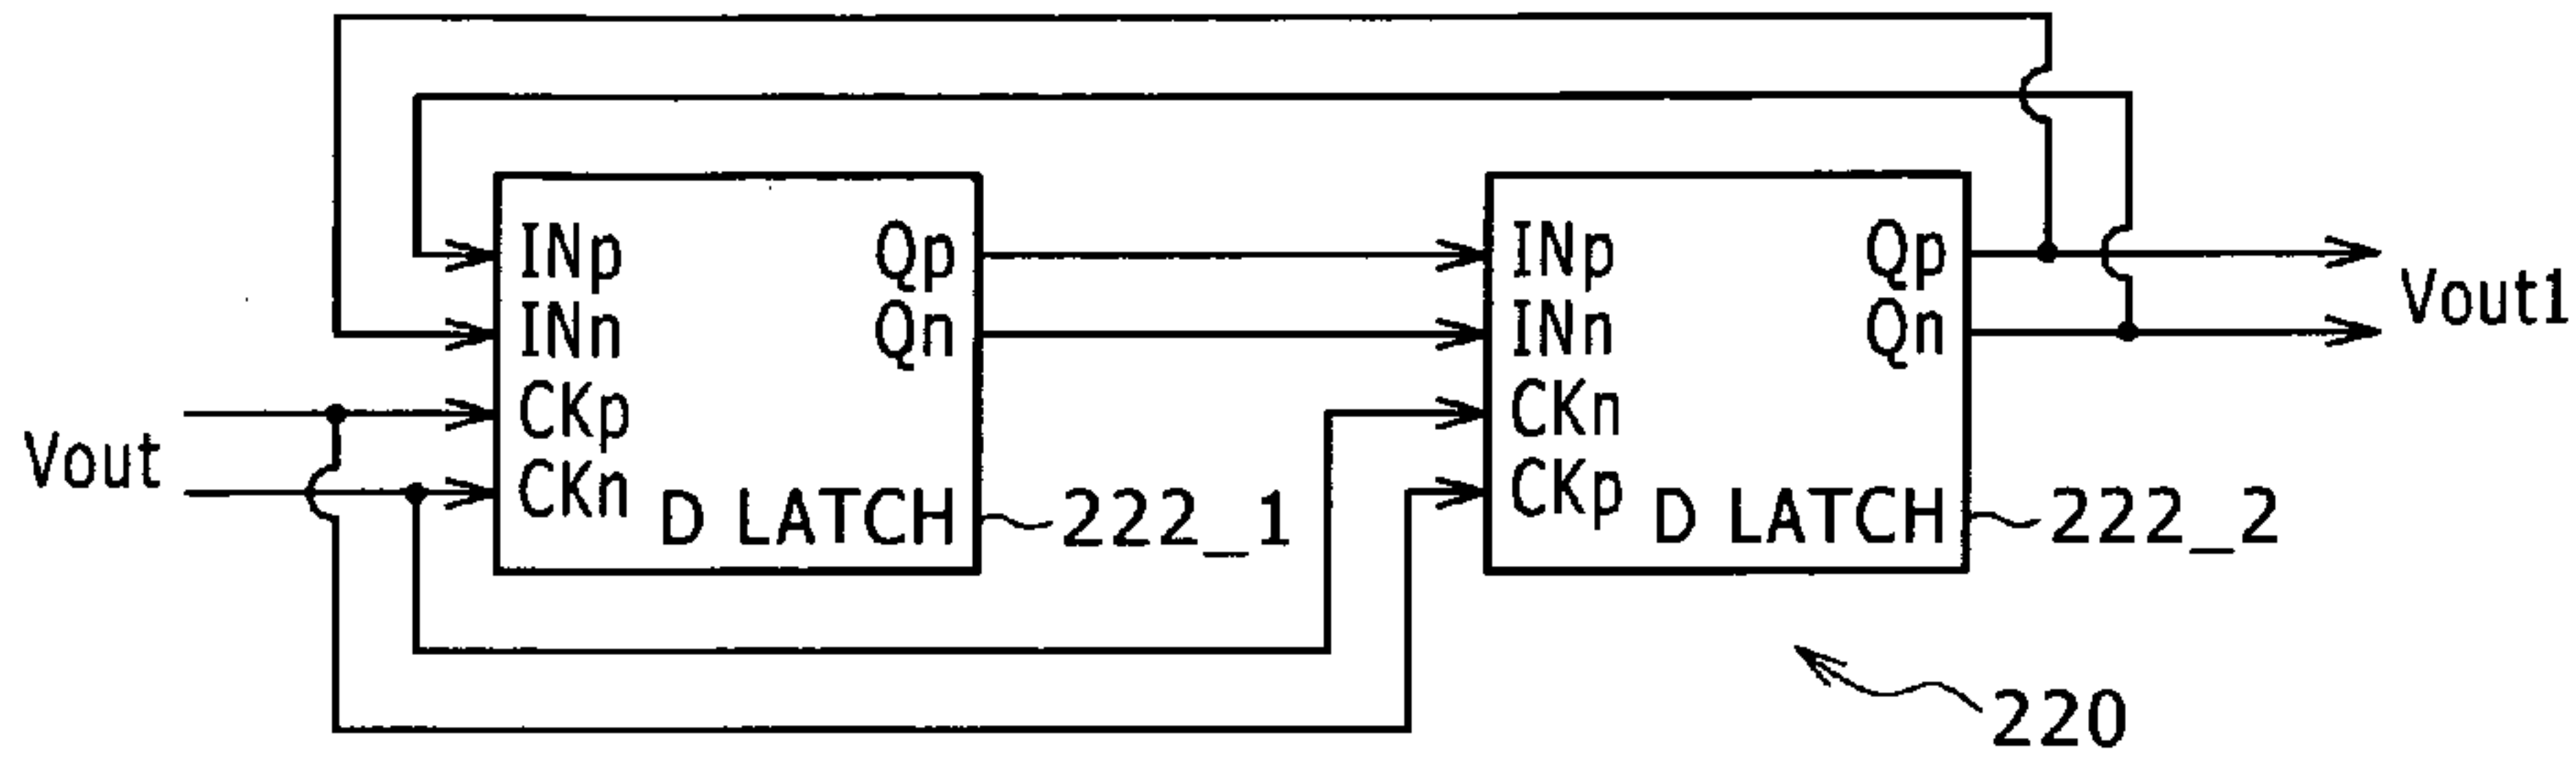 INp
INn
CKp
CKn
Qp
Qn
D LATCH
222_1
INp
INn
CKn
CKp
Qp
Qn
D LATCH
222_2
Vout
Vout1
220